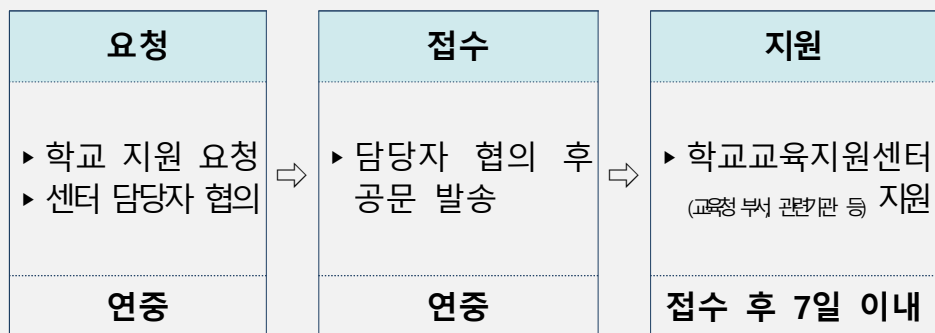 요청
▸ 학교 지원 요청
▸ 센터 담당자 협의
연중
⇨
접수
▸ 담당자 협의 후
공문 발송
연중
⇨
지원
▸ 학교교육지원센터
(교육청 부서, 관련기관 등) 지원
접수 후 7일 이내